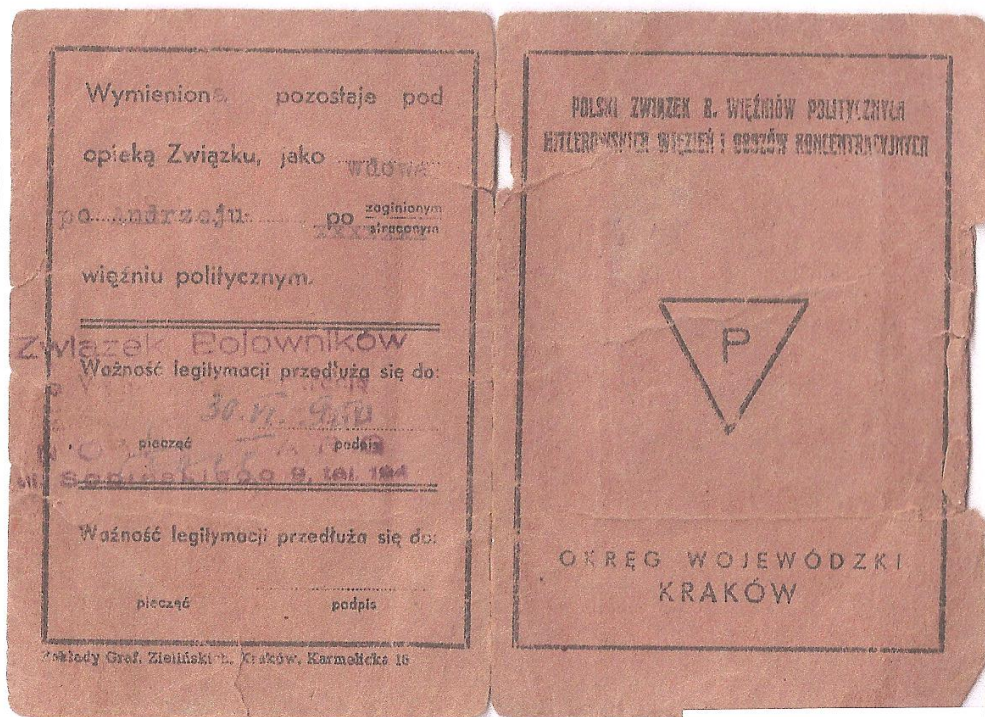 Wymieniona pozostaje pod
opieką Związku, jako wdowa
po Andrzeju po zaginionym
straconym
więźniu politycznym.
Związek Bojowników
Ważność legitymacji przedłuża się do:
30. VI.
pieczęć podpis
Ważność legitymacji przedłuża się do:
pieczęć podpis
Zakłady Graf. Zielińskich, Kraków, Karmelicka 16
POLSKI ZWIĄZEK B. WIĘŹNIÓW POLITYCZNYCH
HITLEROWSKICH WIĘZIEŃ I OBOZÓW KONCENTRACYJNYCH
P
OKRĘG WOJEWÓDZKI
KRAKÓW